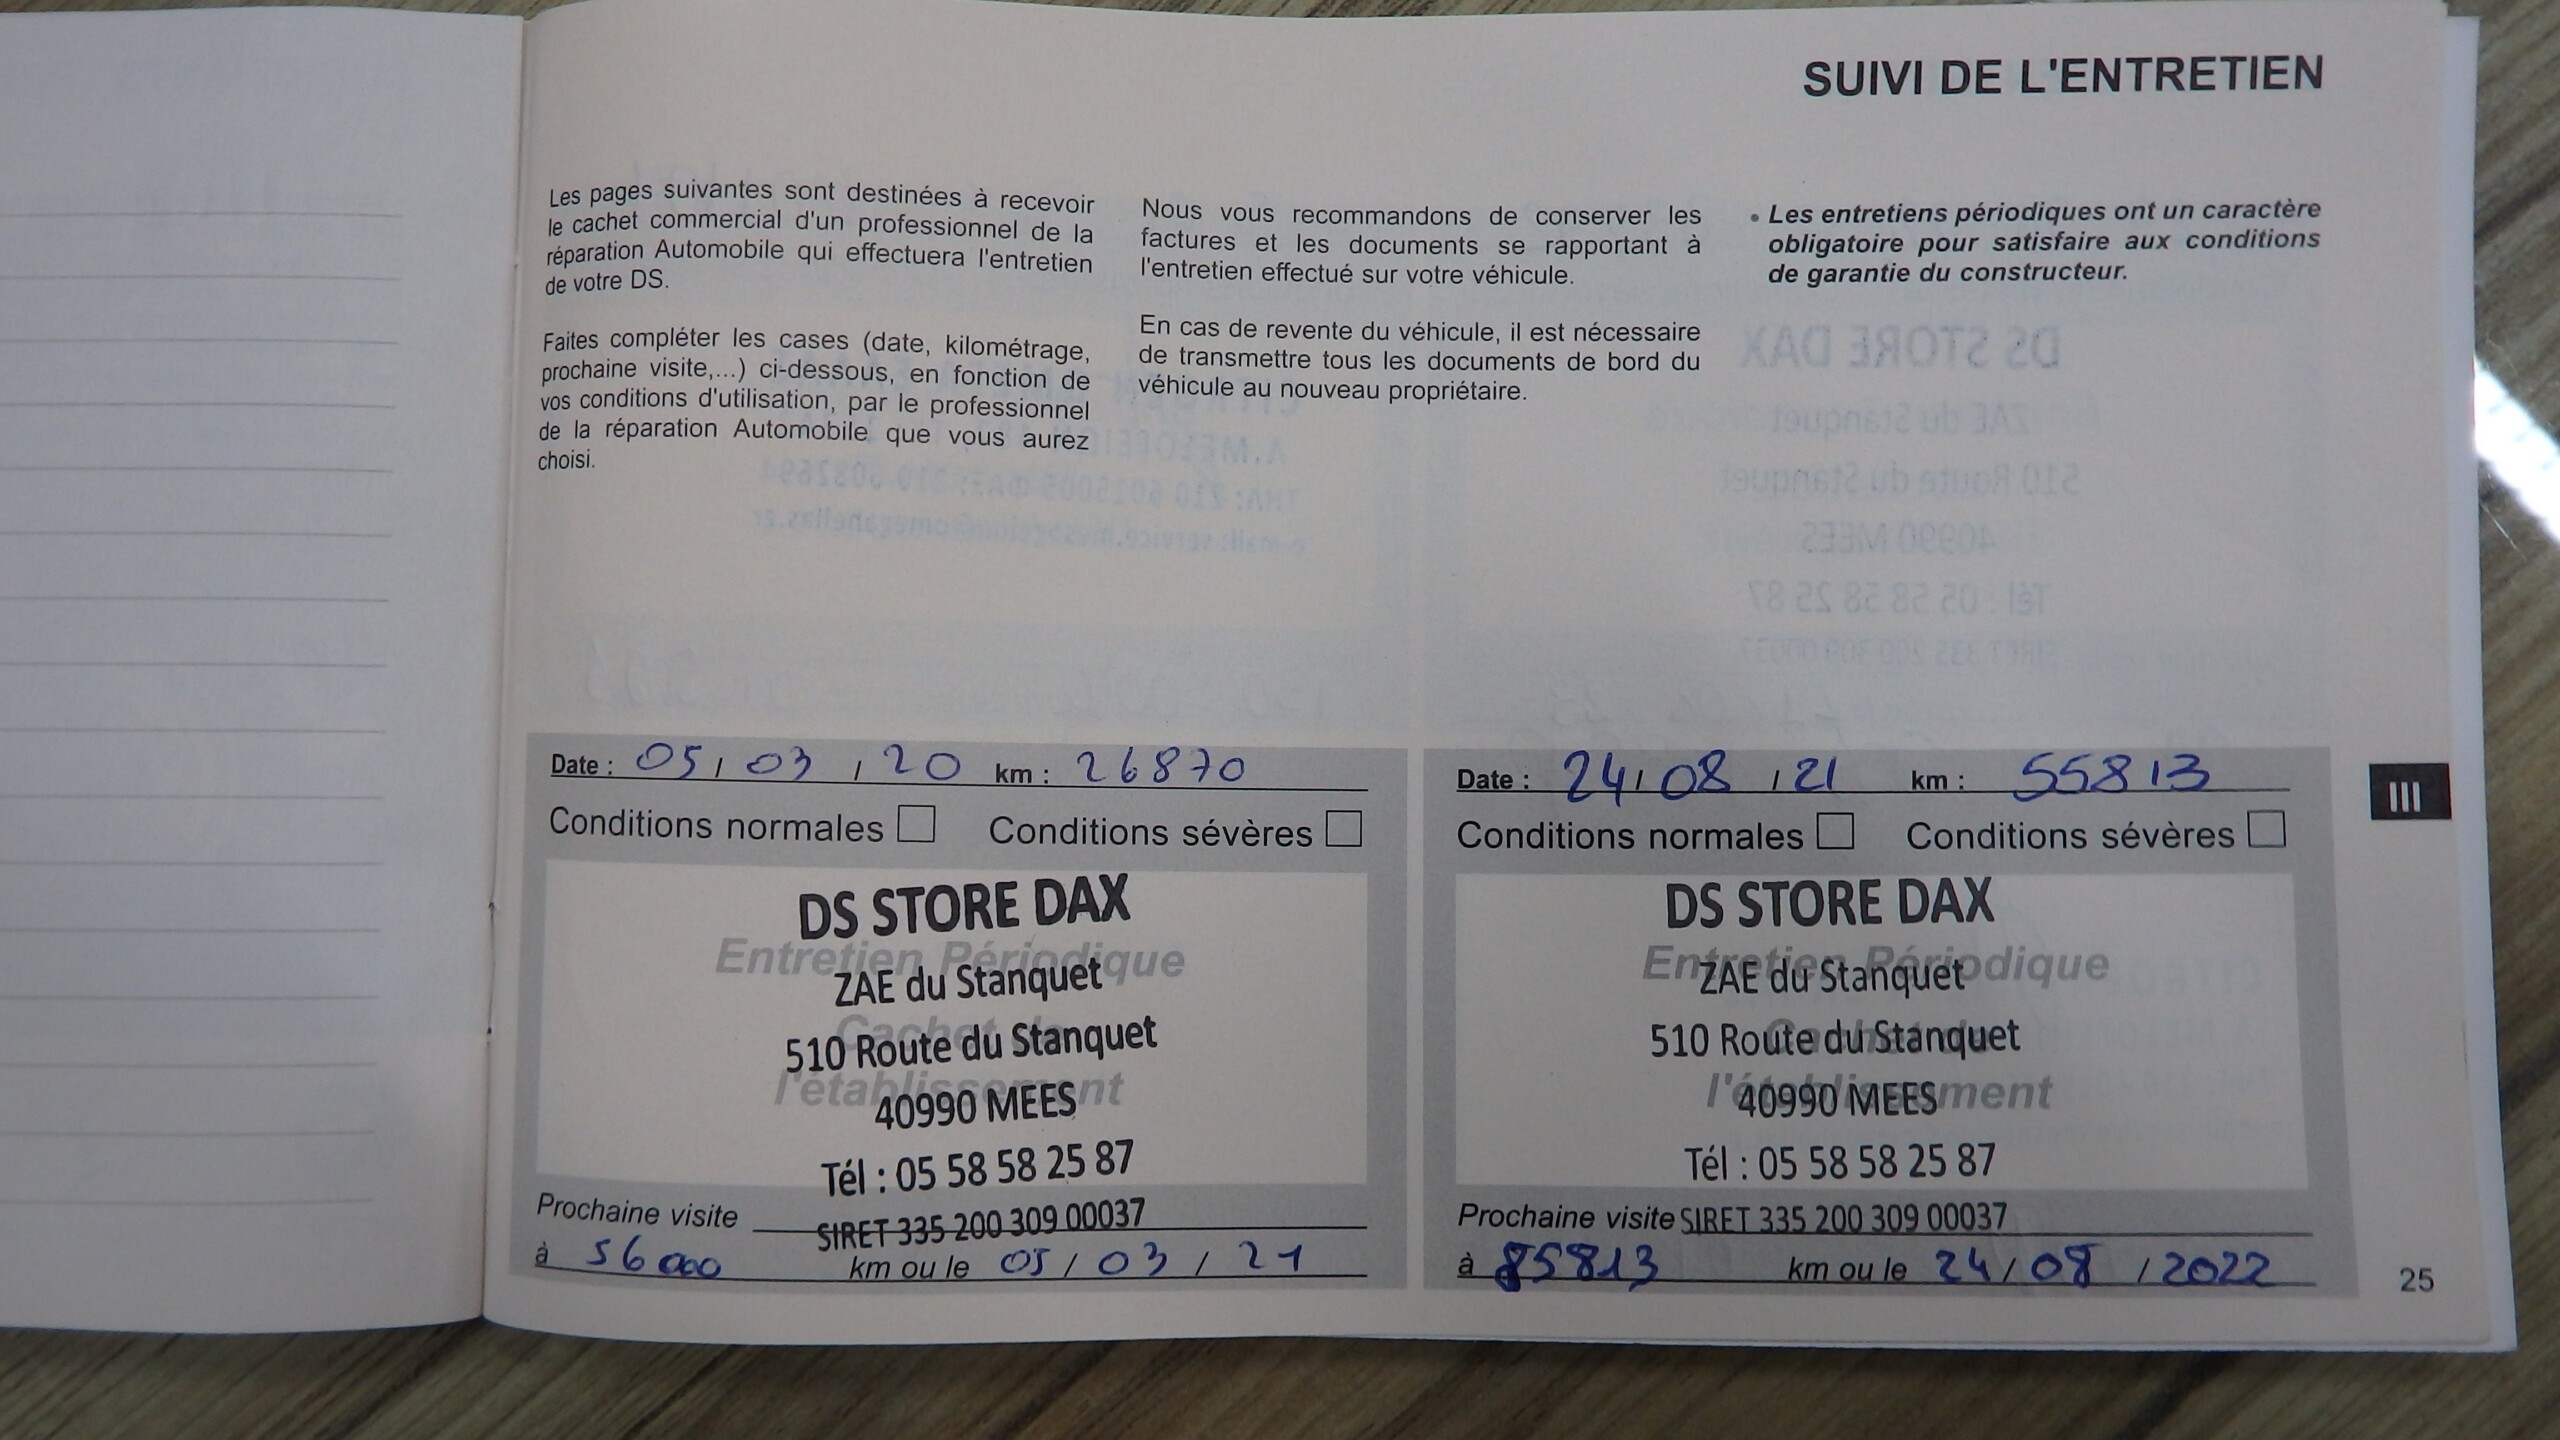 SUIVI DE L'ENTRETIEN
Les pages suivantes sont destinées à recevoir
le cachet commercial d'un professionnel de la
réparation Automobile qui effectuera l'entretien
de votre DS.
Faites compléter les cases (date, kilométrage,
prochaine visite,...) ci-dessous, en fonction de
vos conditions d'utilisation, par le professionnel
de la réparation Automobile que vous aurez
choisi.
Nous vous recommandons de conserver les
factures et les documents se rapportant à
l'entretien effectué sur votre véhicule.
En cas de revente du véhicule, il est nécessaire
de transmettre tous les documents de bord du
véhicule au nouveau propriétaire.
• Les entretiens périodiques ont un caractère
obligatoire pour satisfaire aux conditions
de garantie du constructeur.
Date : 05 / 03 / 20 km : 26870
Conditions normales Conditions sévères
DS STORE DAX
Entretien Périodique
ZAE du Stanquet
Cachet de
510 Route du Stanquet
l'établissement
40990 MEES
Tél : 05 58 58 25 87
Prochaine visite
SIRET 335 200 309 00037
à 56000 km ou le 05 / 03 / 21
Date : 24 / 08 / 21 km : 55813
Conditions normales Conditions sévères
DS STORE DAX
Entretien Périodique
ZAE du Stanquet
Cachet de
510 Route du Stanquet
l'établissement
40990 MEES
Tél : 05 58 58 25 87
Prochaine visite SIRET 335 200 309 00037
à 85813 km ou le 24 / 08 / 2022
III
25